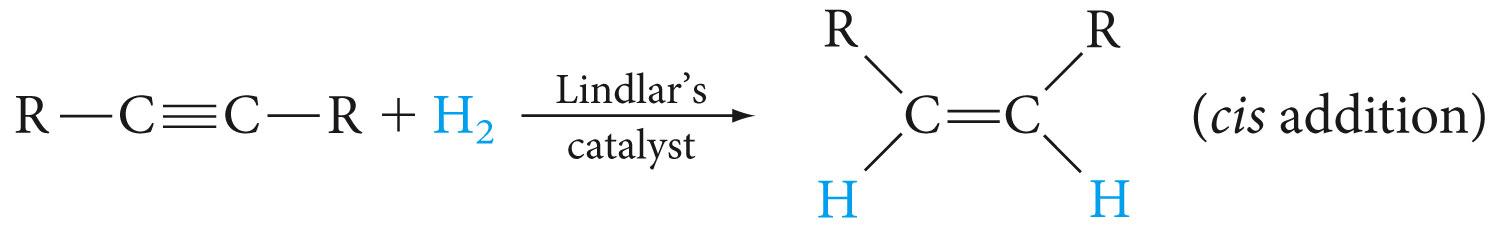 R—C≡C—R + H₂ Lindlar's catalyst R R C=C H H (cis addition)